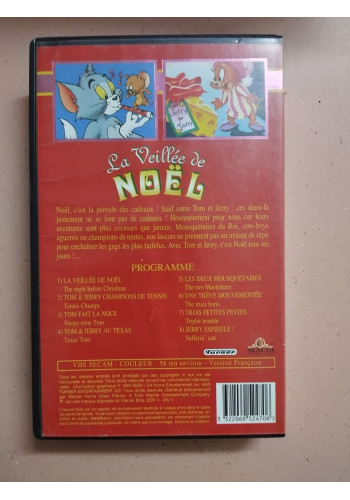 La Veillée de
NOËL
Noël, c'est la période des cadeaux ! Sauf entre Tom et Jerry : ces deux-là
justement ne se font pas de cadeaux ! Heureusement pour nous car leurs
aventures sont plus cocasses que jamais. Mousquetaires du Roi, cow-boys
aguerris ou champions de tennis, nos lascars ne prennent pas un instant de répit
pour enchaîner les gags les plus farfelus. Avec Tom et Jerry, c'est Noël tous
les jours !...
PROGRAMME
1) LA VEILLÉE DE NOËL
The night before Christmas
2) TOM & JERRY CHAMPIONS DE TENNIS
Tennis Chumps
3) TOM FAIT LA NOCE
Sleepy-time Tom
4) TOM & JERRY AU TEXAS
Texas Tom
5) LES DEUX MOUSQUETAIRES
The two Musketeers
6) UNE TRÈVE MOUVEMENTÉE
The truce hurts
7) TROIS PETITES PESTES
Triplet trouble
8) JERRY ESPIEGLE !
Sufferin' cats
Turner
MGM/UA
VHS SECAM - COULEUR - 58 mn environ - Version Française